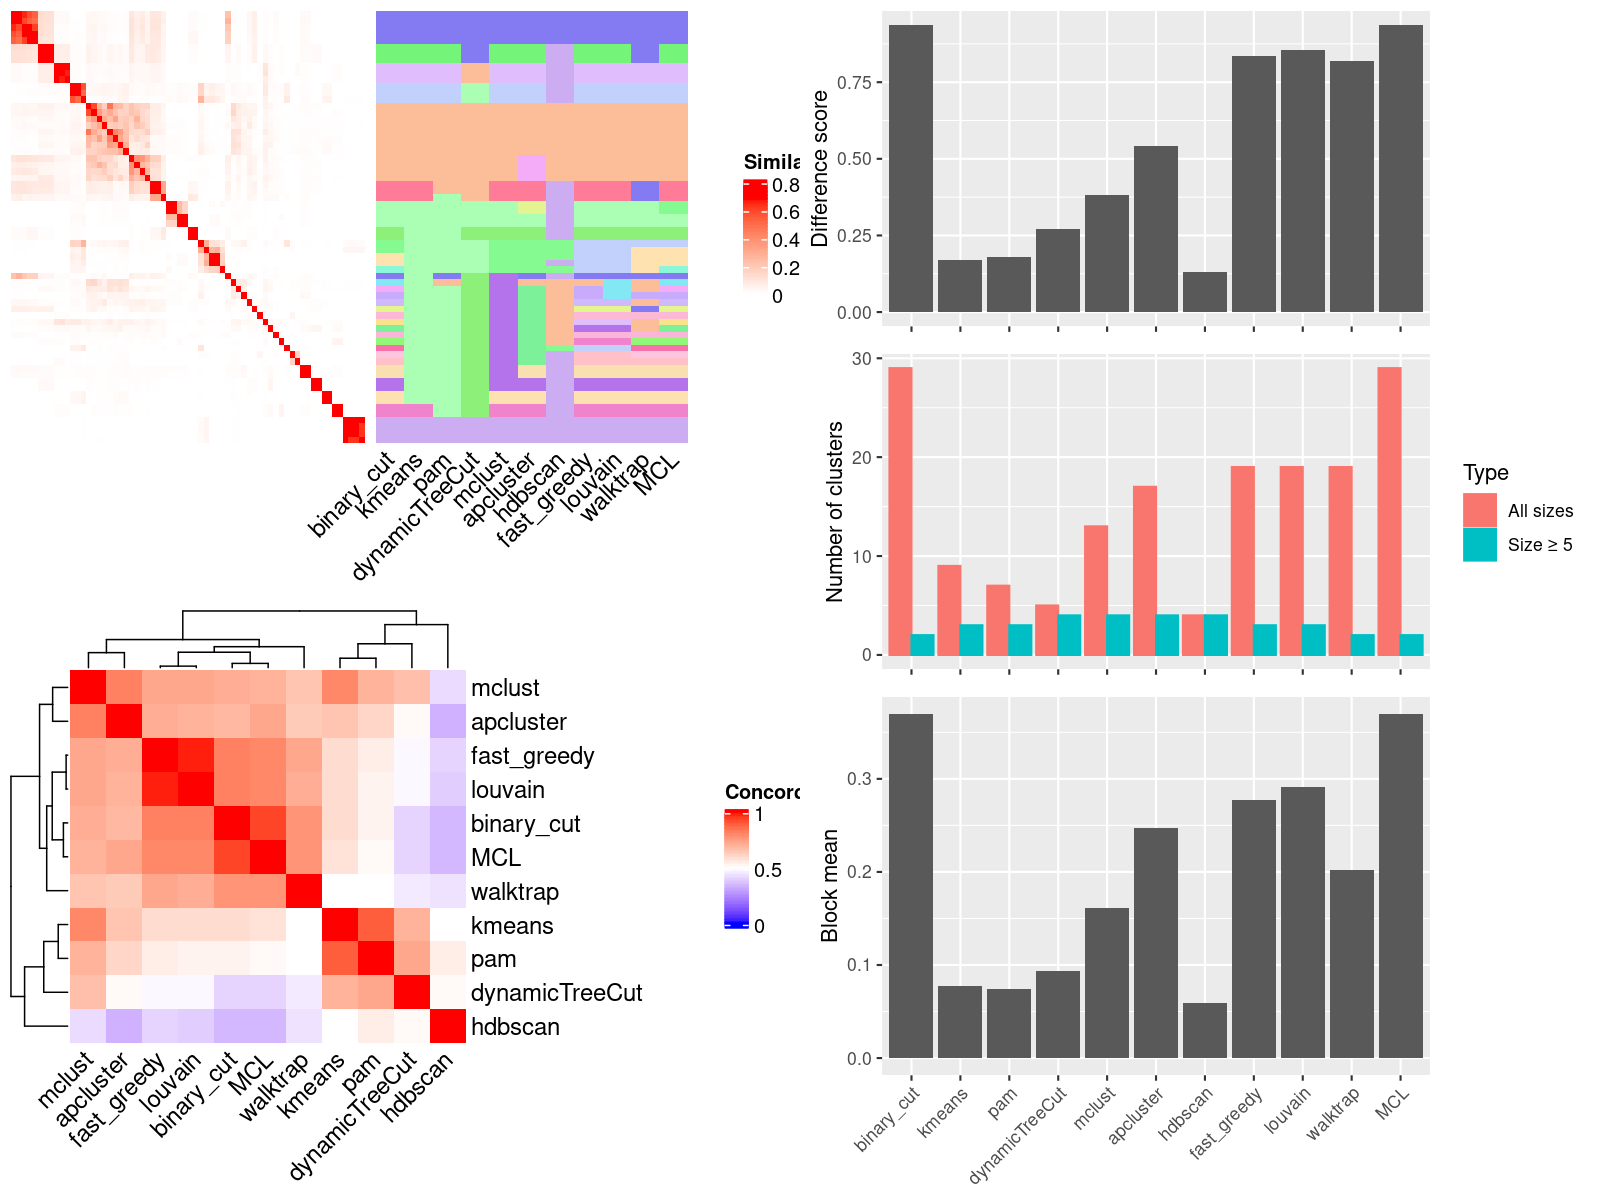 Simila
0.8
0.6
0.4
0.2
0
binary_cut
kmeans
pam
dynamicTreeCut
mclust
apcluster
hdbscan
fast_greedy
louvain
walktrap
MCL
mclust
apcluster
fast_greedy
louvain
binary_cut
MCL
walktrap
kmeans
pam
dynamicTreeCut
hdbscan
mclust
apcluster
fast_greedy
louvain
binary_cut
MCL
walktrap
kmeans
pam
dynamicTreeCut
hdbscan
Concord
1
0.5
0
Difference score
0.75
0.50
0.25
0.00
Number of clusters
30
20
10
0
Type
All sizes
Size ≥ 5
Block mean
0.3
0.2
0.1
0.0
binary_cut
kmeans
pam
dynamicTreeCut
mclust
apcluster
hdbscan
fast_greedy
louvain
walktrap
MCL